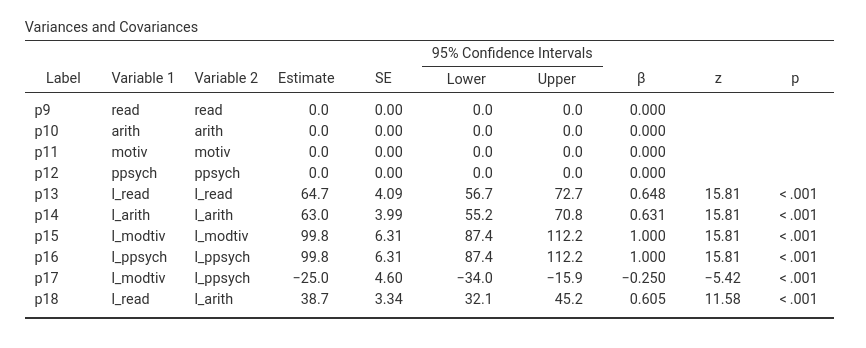 Variances and Covariances
95% Confidence Intervals
Label Variable 1 Variable 2 Estimate SE Lower Upper β z p
p9 read read 0.0 0.00 0.0 0.0 0.000
p10 arith arith 0.0 0.00 0.0 0.0 0.000
p11 motiv motiv 0.0 0.00 0.0 0.0 0.000
p12 ppsych ppsych 0.0 0.00 0.0 0.0 0.000
p13 l_read l_read 64.7 4.09 56.7 72.7 0.648 15.81 < .001
p14 l_arith l_arith 63.0 3.99 55.2 70.8 0.631 15.81 < .001
p15 l_modtiv l_modtiv 99.8 6.31 87.4 112.2 1.000 15.81 < .001
p16 l_ppsych l_ppsych 99.8 6.31 87.4 112.2 1.000 15.81 < .001
p17 l_modtiv l_ppsych −25.0 4.60 −34.0 −15.9 −0.250 −5.42 < .001
p18 l_read l_arith 38.7 3.34 32.1 45.2 0.605 11.58 < .001